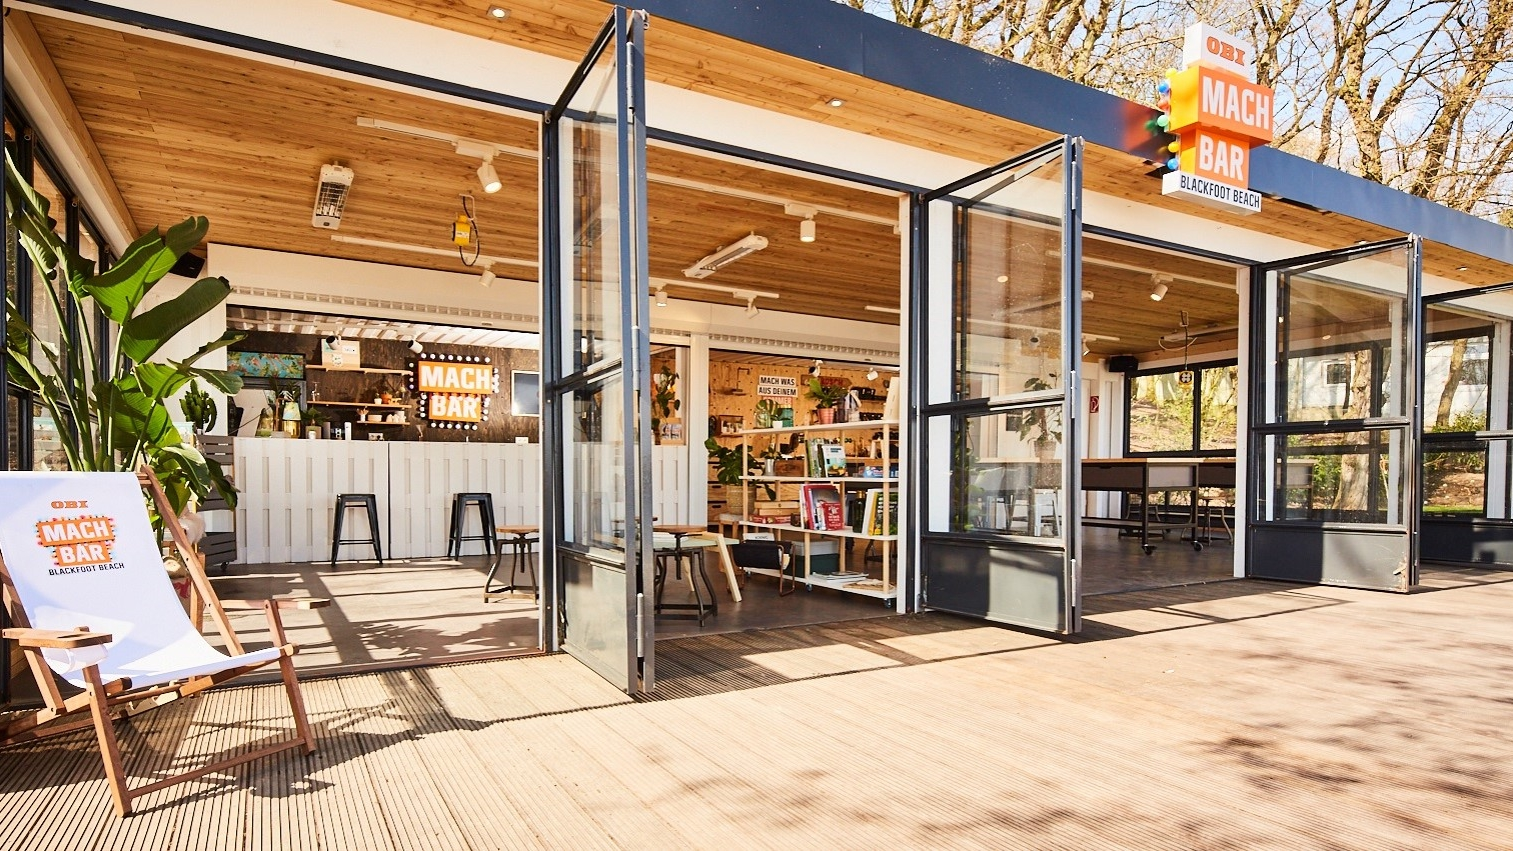 OBI
MACH
BAR
BLACKFOOT BEACH
MACH
BAR
MACH WAS
AUS DEINEM
OBI
MACH
BAR
BLACKFOOT BEACH